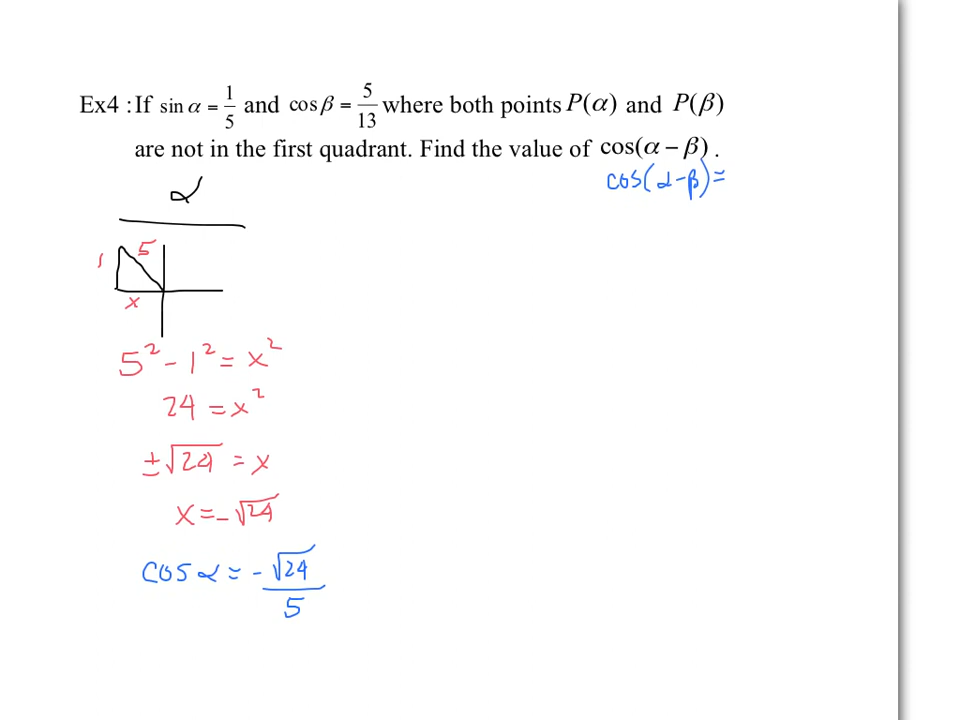 Ex4 : If sin α = 1/5 and cos β = 5/13 where both points P(α) and P(β)
are not in the first quadrant. Find the value of cos(α − β) .
cos(α-β) =
α
1 5
x
5² - 1² = x²
24 = x²
±√24 = x
x = -√24
cos α = -√24/5